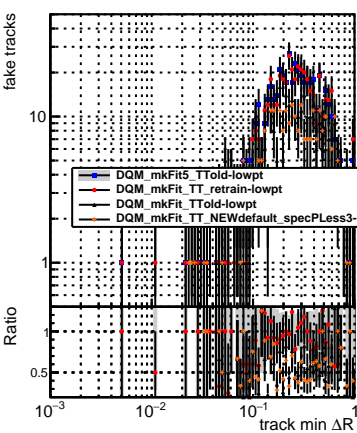 fake tracks
10
DQM_mkFit5_TTold-lowpt
DQM_mkFit_TT_retrain-lowpt
DQM_mkFit_TTold-lowpt
DQM_mkFit_TT_NEWdefault_specPLess3-
1
Ratio
1
0.5
10⁻³ 10⁻² 10⁻¹ 1
track min ΔR